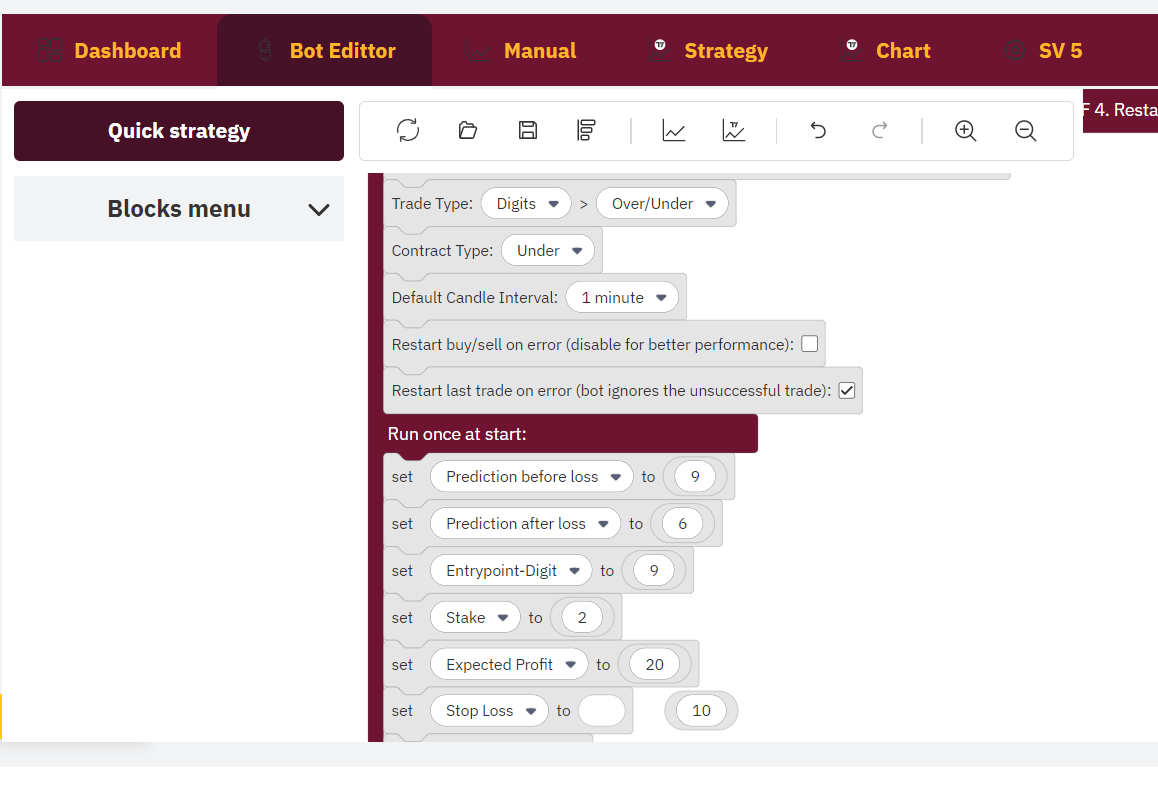 Dashboard Bot Edittor Manual Strategy Chart SV 5
F 4. Resta
Quick strategy
Blocks menu
Trade Type: Digits > Over/Under
Contract Type: Under
Default Candle Interval: 1 minute
Restart buy/sell on error (disable for better performance):
Restart last trade on error (bot ignores the unsuccessful trade):
Run once at start:
set Prediction before loss to 9
set Prediction after loss to 6
set Entrypoint-Digit to 9
set Stake to 2
set Expected Profit to 20
set Stop Loss to 10